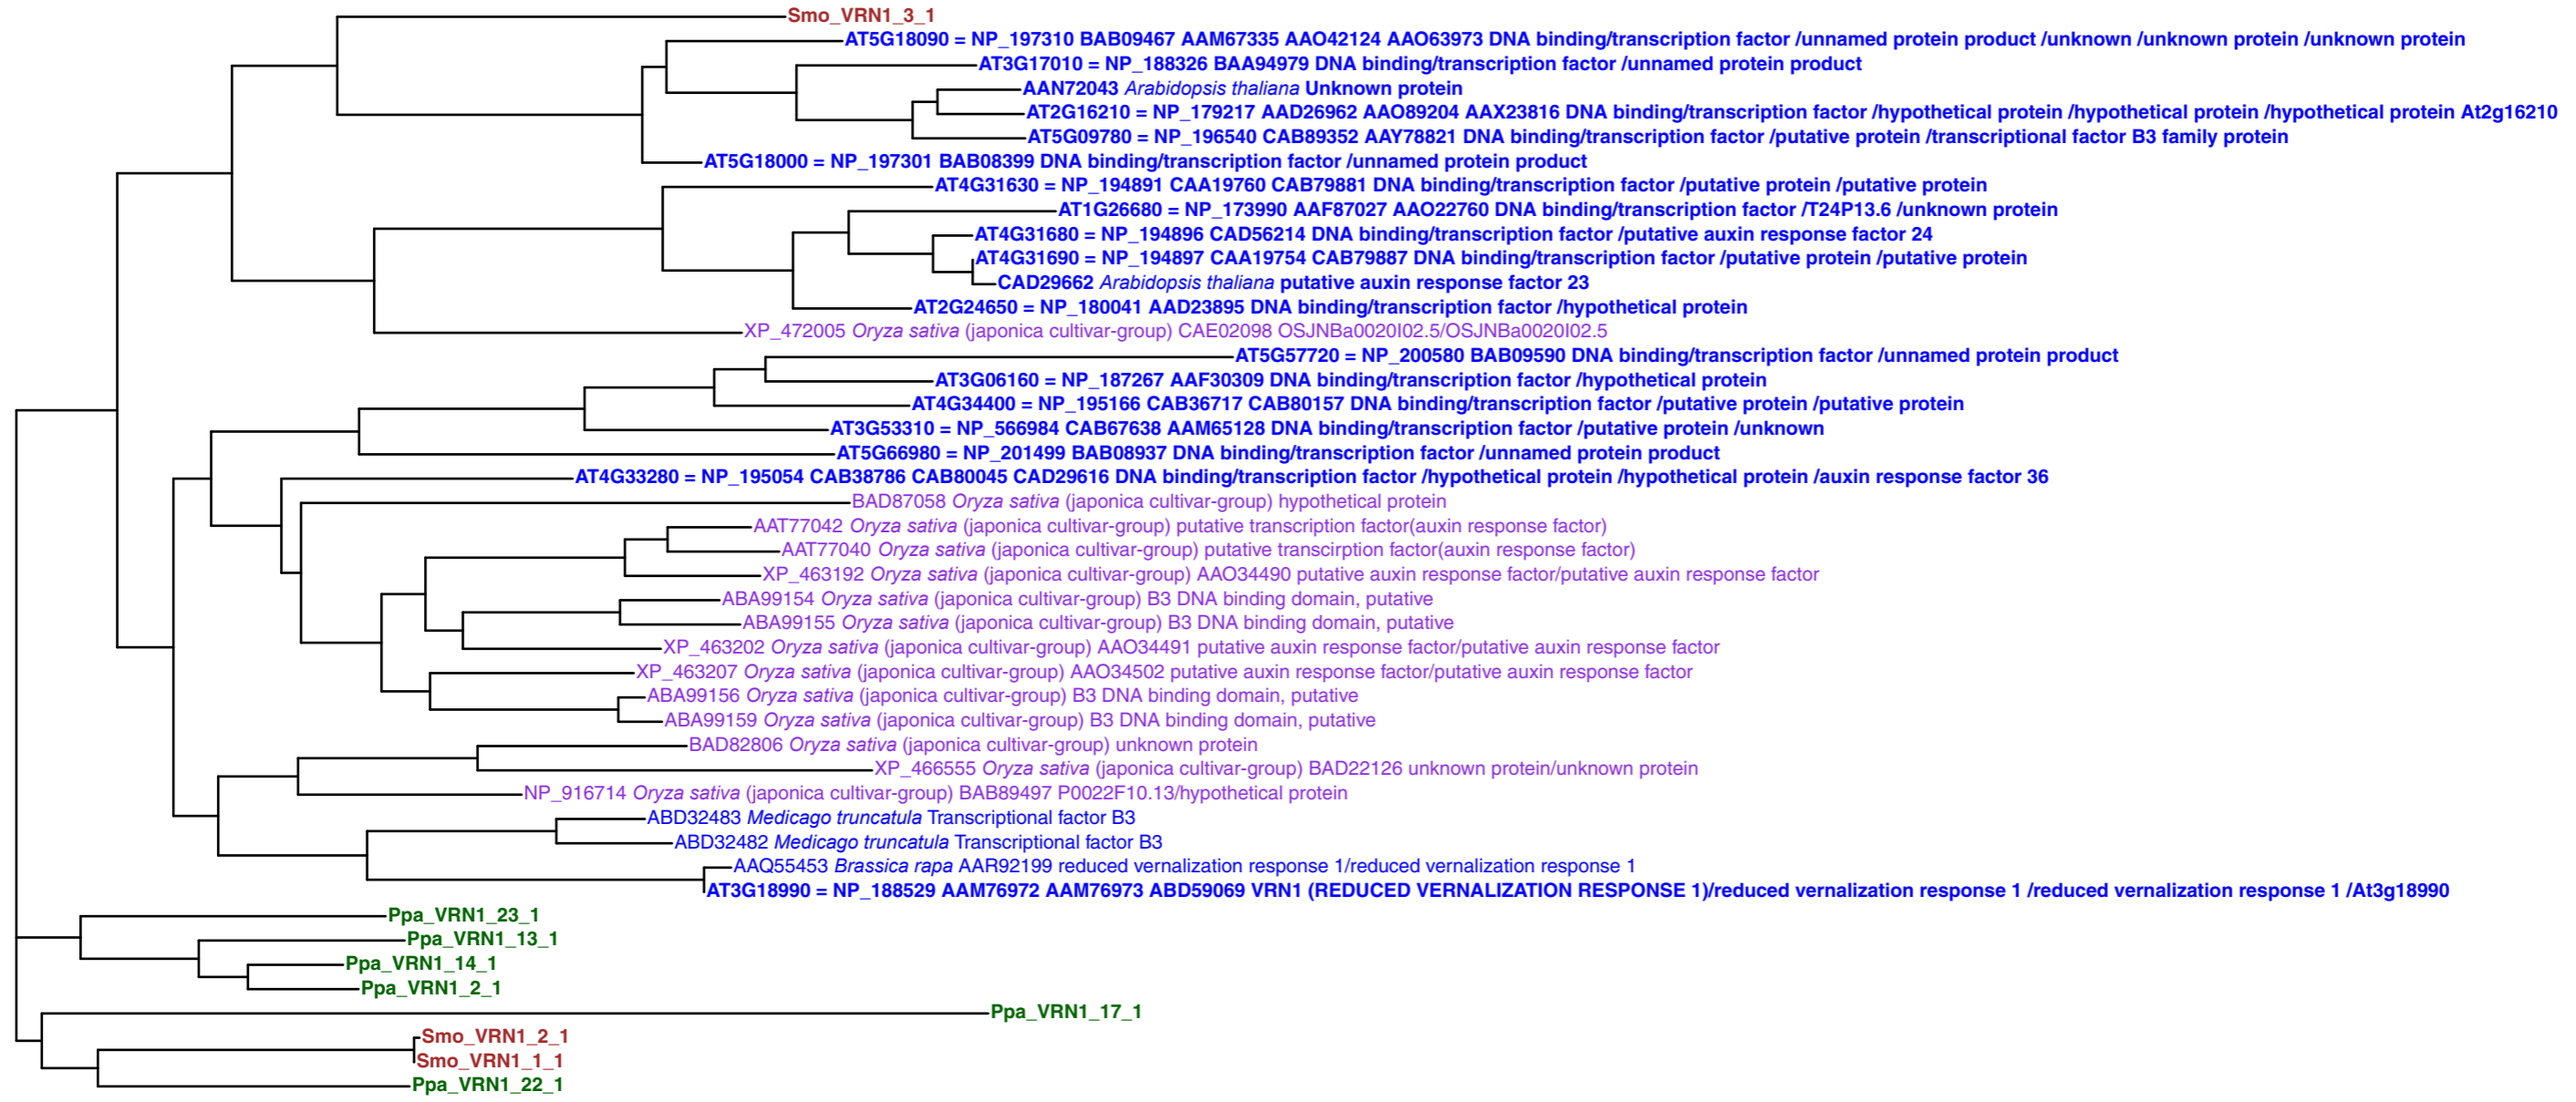 Smo_VRN1_3_1
AT5G18090 = NP_197310 BAB09467 AAM67335 AAO42124 AAO63973 DNA binding/transcription factor /unnamed protein product /unknown /unknown protein /unknown protein
AT3G17010 = NP_188326 BAA94979 DNA binding/transcription factor /unnamed protein product
AAN72043 Arabidopsis thaliana Unknown protein
AT2G16210 = NP_179217 AAD26962 AAO89204 AAX23816 DNA binding/transcription factor /hypothetical protein /hypothetical protein /hypothetical protein At2g16210
AT5G09780 = NP_196540 CAB89352 AAY78821 DNA binding/transcription factor /putative protein /transcriptional factor B3 family protein
AT5G18000 = NP_197301 BAB08399 DNA binding/transcription factor /unnamed protein product
AT4G31630 = NP_194891 CAA19760 CAB79881 DNA binding/transcription factor /putative protein /putative protein
AT1G26680 = NP_173990 AAF87027 AAO22760 DNA binding/transcription factor /T24P13.6 /unknown protein
AT4G31680 = NP_194896 CAD56214 DNA binding/transcription factor /putative auxin response factor 24
AT4G31690 = NP_194897 CAA19754 CAB79887 DNA binding/transcription factor /putative protein /putative protein
CAD29662 Arabidopsis thaliana putative auxin response factor 23
AT2G24650 = NP_180041 AAD23895 DNA binding/transcription factor /hypothetical protein
XP_472005 Oryza sativa (japonica cultivar-group) CAE02098 OSJNBa0020I02.5/OSJNBa0020I02.5
AT5G57720 = NP_200580 BAB09590 DNA binding/transcription factor /unnamed protein product
AT3G06160 = NP_187267 AAF30309 DNA binding/transcription factor /hypothetical protein
AT4G34400 = NP_195166 CAB36717 CAB80157 DNA binding/transcription factor /putative protein /putative protein
AT3G53310 = NP_566984 CAB67638 AAM65128 DNA binding/transcription factor /putative protein /unknown
AT5G66980 = NP_201499 BAB08937 DNA binding/transcription factor /unnamed protein product
AT4G33280 = NP_195054 CAB38786 CAB80045 CAD29616 DNA binding/transcription factor /hypothetical protein /hypothetical protein /auxin response factor 36
BAD87058 Oryza sativa (japonica cultivar-group) hypothetical protein
AAT77042 Oryza sativa (japonica cultivar-group) putative transcription factor(auxin response factor)
AAT77040 Oryza sativa (japonica cultivar-group) putative transcirption factor(auxin response factor)
XP_463192 Oryza sativa (japonica cultivar-group) AAO34490 putative auxin response factor/putative auxin response factor
ABA99154 Oryza sativa (japonica cultivar-group) B3 DNA binding domain, putative
ABA99155 Oryza sativa (japonica cultivar-group) B3 DNA binding domain, putative
XP_463202 Oryza sativa (japonica cultivar-group) AAO34491 putative auxin response factor/putative auxin response factor
XP_463207 Oryza sativa (japonica cultivar-group) AAO34502 putative auxin response factor/putative auxin response factor
ABA99156 Oryza sativa (japonica cultivar-group) B3 DNA binding domain, putative
ABA99159 Oryza sativa (japonica cultivar-group) B3 DNA binding domain, putative
BAD82806 Oryza sativa (japonica cultivar-group) unknown protein
XP_466555 Oryza sativa (japonica cultivar-group) BAD22126 unknown protein/unknown protein
NP_916714 Oryza sativa (japonica cultivar-group) BAB89497 P0022F10.13/hypothetical protein
ABD32483 Medicago truncatula Transcriptional factor B3
ABD32482 Medicago truncatula Transcriptional factor B3
AAQ55453 Brassica rapa AAR92199 reduced vernalization response 1/reduced vernalization response 1
AT3G18990 = NP_188529 AAM76972 AAM76973 ABD59069 VRN1 (REDUCED VERNALIZATION RESPONSE 1)/reduced vernalization response 1 /reduced vernalization response 1 /At3g18990
Ppa_VRN1_23_1
Ppa_VRN1_13_1
Ppa_VRN1_14_1
Ppa_VRN1_2_1
Ppa_VRN1_17_1
Smo_VRN1_2_1
Smo_VRN1_1_1
Ppa_VRN1_22_1